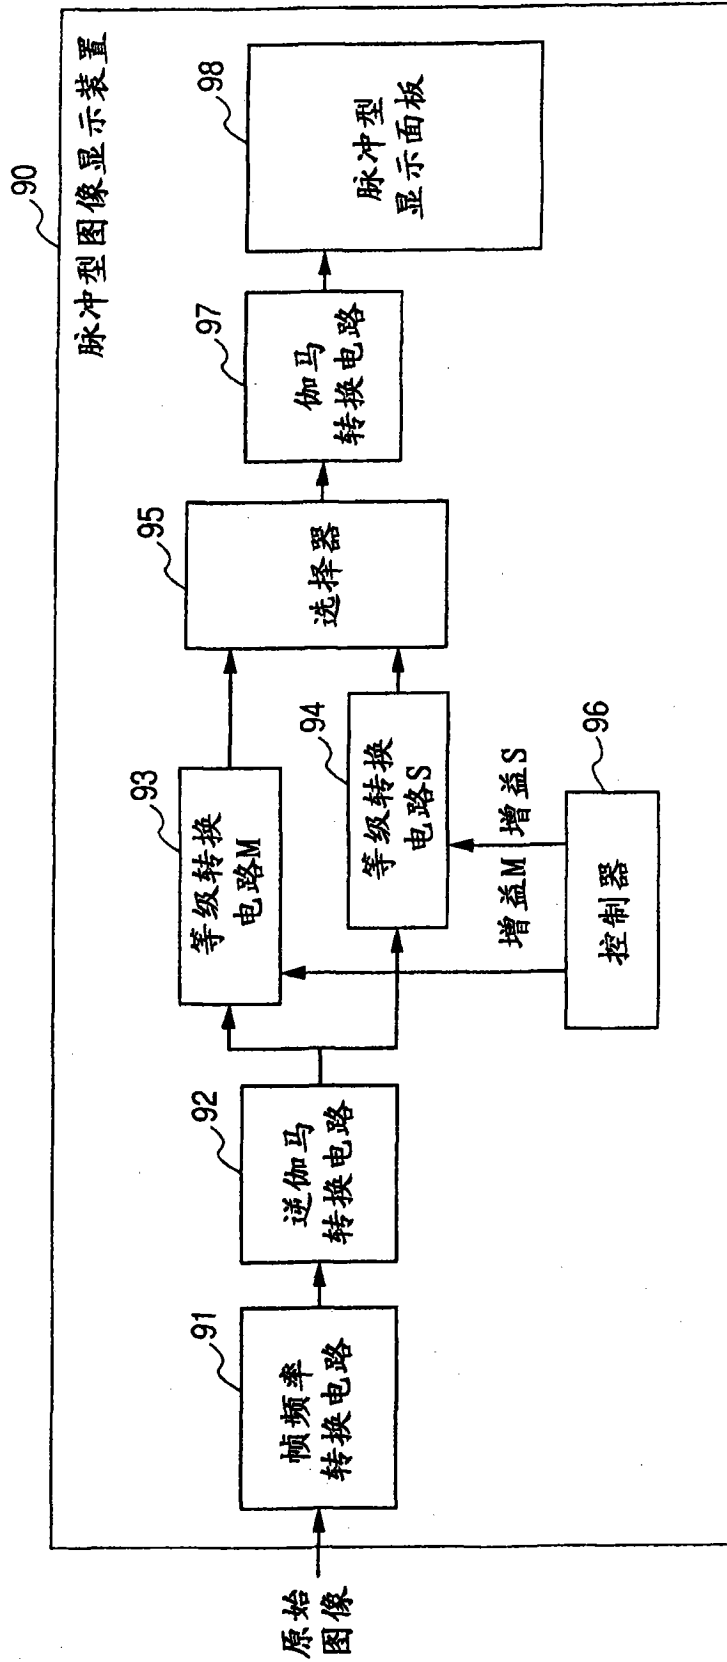 90
脉冲型图像显示装置
原始
图像
91
帧频率
转换电路
92
逆伽马
转换电路
93
等级转换
电路M
94
等级转换
电路S
95
选择器
97
伽马
转换电路
98
脉冲型
显示面板
增益M
增益S
96
控制器